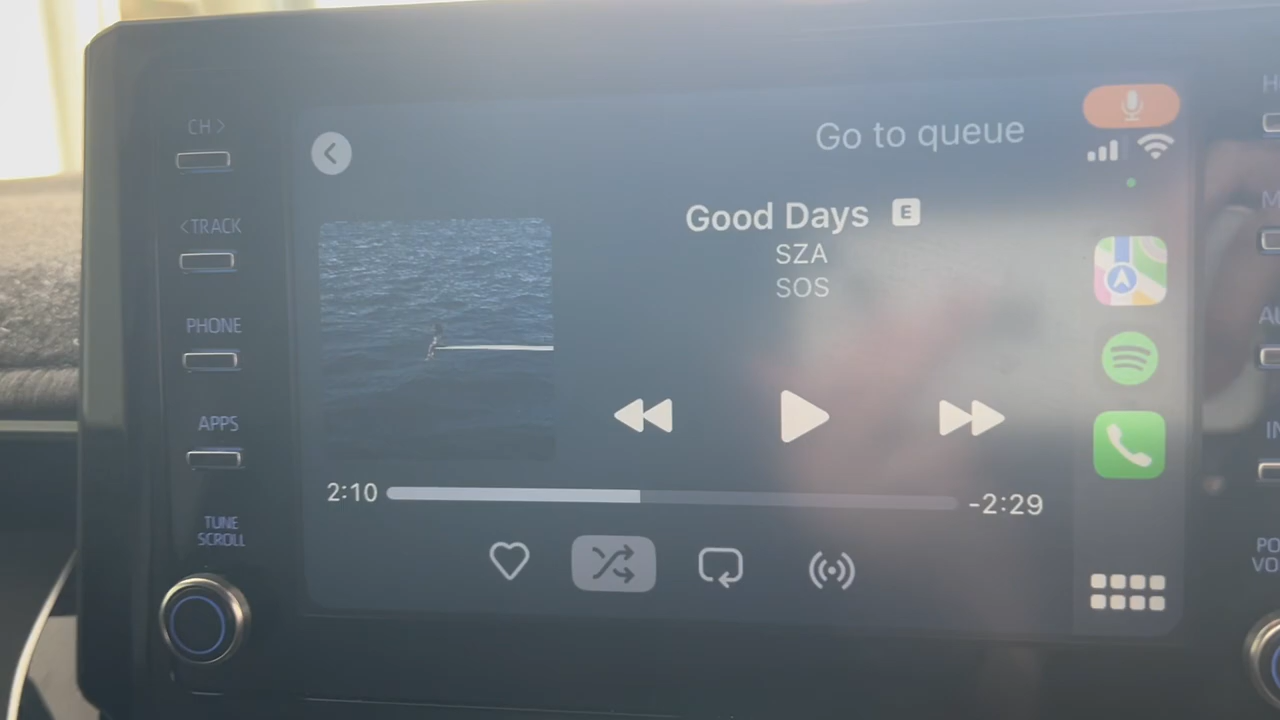 CH >
< TRACK
PHONE
APPS
TUNE
SCROLL
Go to queue
Good Days E
SZA
SOS
2:10
-2:29